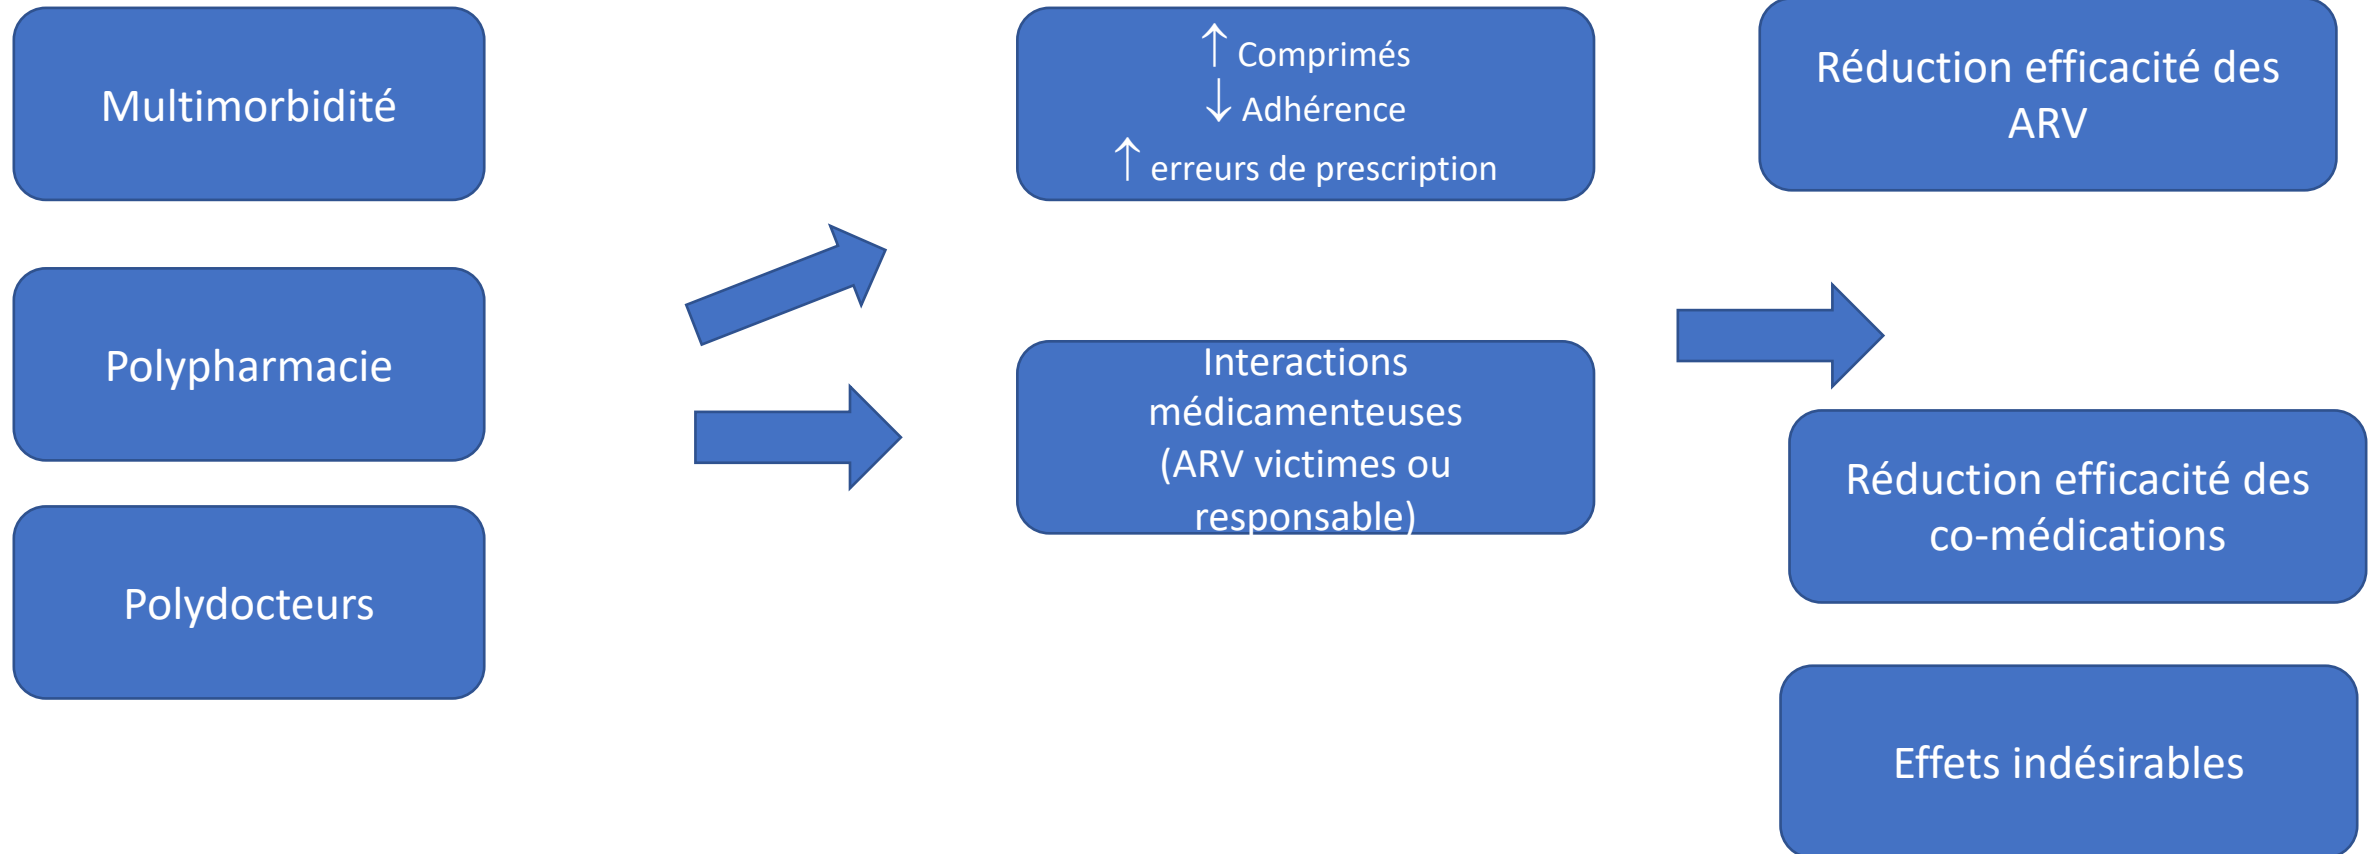 Multimorbidité
Polypharmacie
Polydocteurs
↑ Comprimés
↓ Adhérence
↑ erreurs de prescription
Interactions
médicamenteuses
(ARV victimes ou
responsable)
Réduction efficacité des
ARV
Réduction efficacité des
co-médications
Effets indésirables